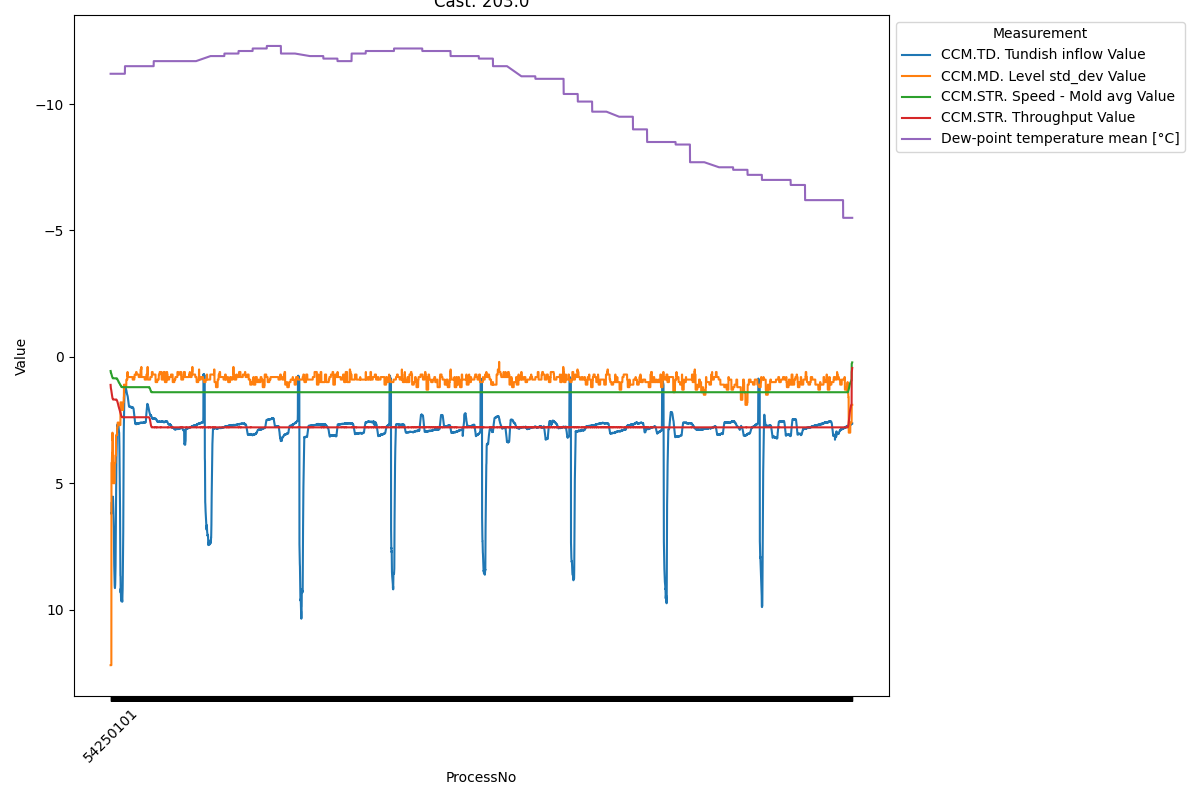 Cast: 203.0
Measurement
CCM.TD. Tundish inflow Value
CCM.MD. Level std_dev Value
CCM.STR. Speed - Mold avg Value
CCM.STR. Throughput Value
Dew-point temperature mean [°C]
−10
−5
0
5
10
Value
54250101
ProcessNo